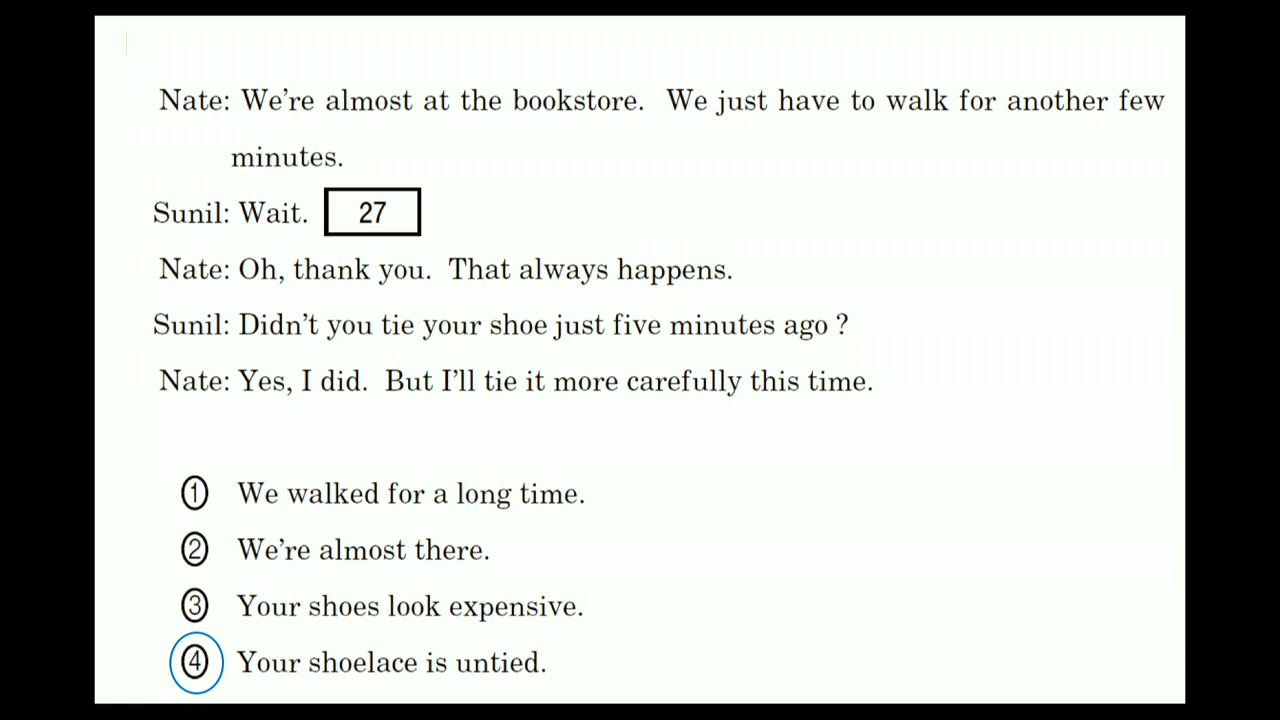 Nate: We're almost at the bookstore. We just have to walk for another few
minutes.
Sunil: Wait. 27
Nate: Oh, thank you. That always happens.
Sunil: Didn't you tie your shoe just five minutes ago ?
Nate: Yes, I did. But I'll tie it more carefully this time.
① We walked for a long time.
② We're almost there.
③ Your shoes look expensive.
④ Your shoelace is untied.